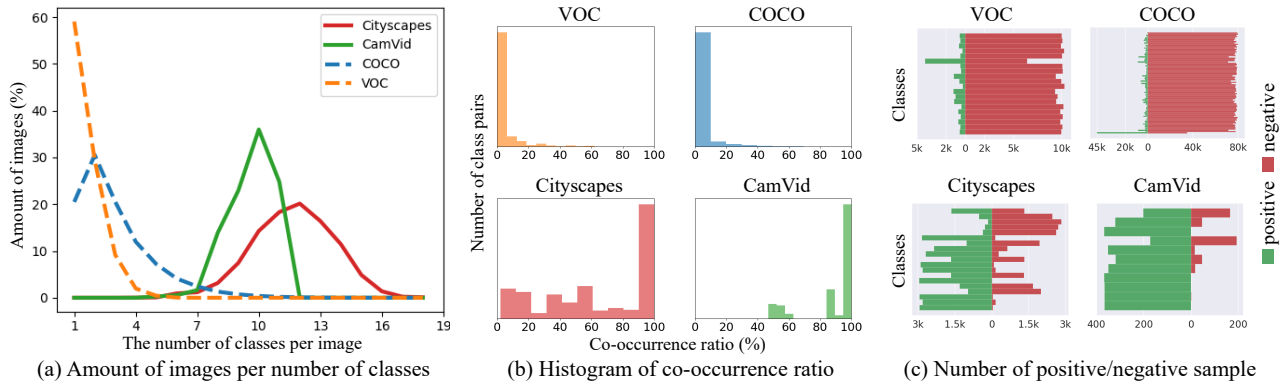 60
50
40
30
20
10
0
Amount of images (%)
Cityscapes
CamVid
COCO
VOC
1 4 7 10 13 16 19
The number of classes per image
(a) Amount of images per number of classes
VOC COCO
0 20 40 60 80 100 0 20 40 60 80 100
Number of class pairs
Cityscapes CamVid
0 20 40 60 80 100 0 20 40 60 80 100
Co-occurrence ratio (%)
(b) Histogram of co-occurrence ratio
VOC COCO
Classes
5k 2k 0 2k 5k 10k 45k 20k 0 40k 80k
Cityscapes CamVid
Classes
3k 1.5k 0 1.5k 3k 400 200 0 200
positive negative
(c) Number of positive/negative sample